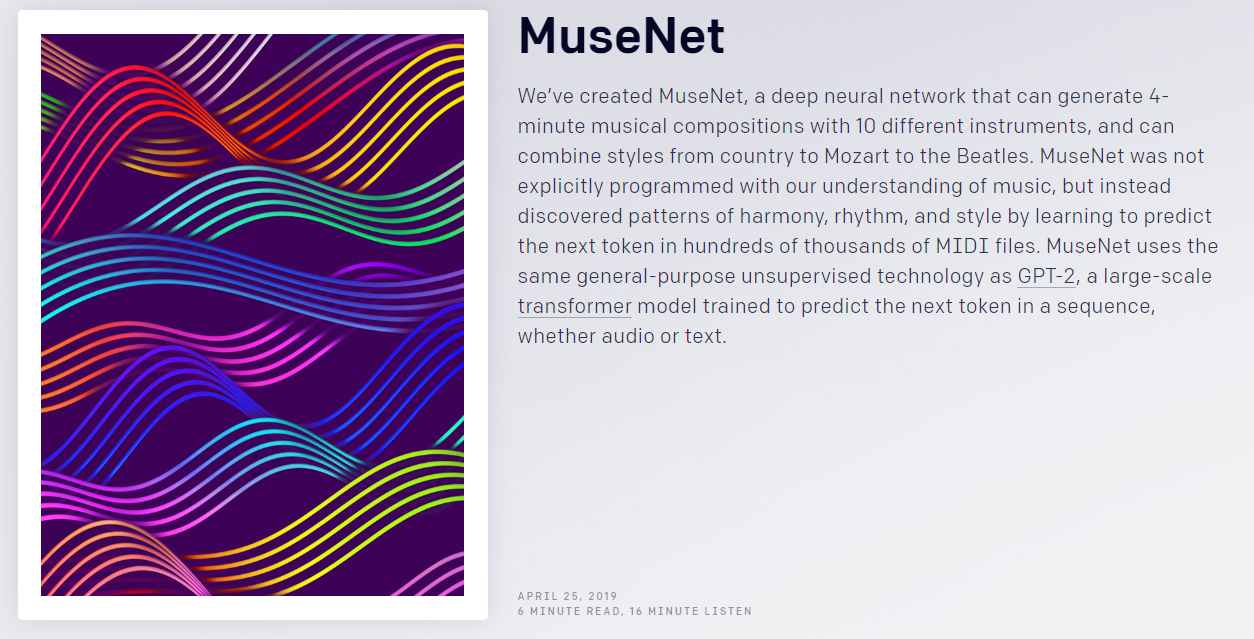 MuseNet
We’ve created MuseNet, a deep neural network that can generate 4-
minute musical compositions with 10 different instruments, and can
combine styles from country to Mozart to the Beatles. MuseNet was not
explicitly programmed with our understanding of music, but instead
discovered patterns of harmony, rhythm, and style by learning to predict
the next token in hundreds of thousands of MIDI files. MuseNet uses the
same general-purpose unsupervised technology as GPT-2, a large-scale
transformer model trained to predict the next token in a sequence,
whether audio or text.
APRIL 25, 2019
6 MINUTE READ, 16 MINUTE LISTEN